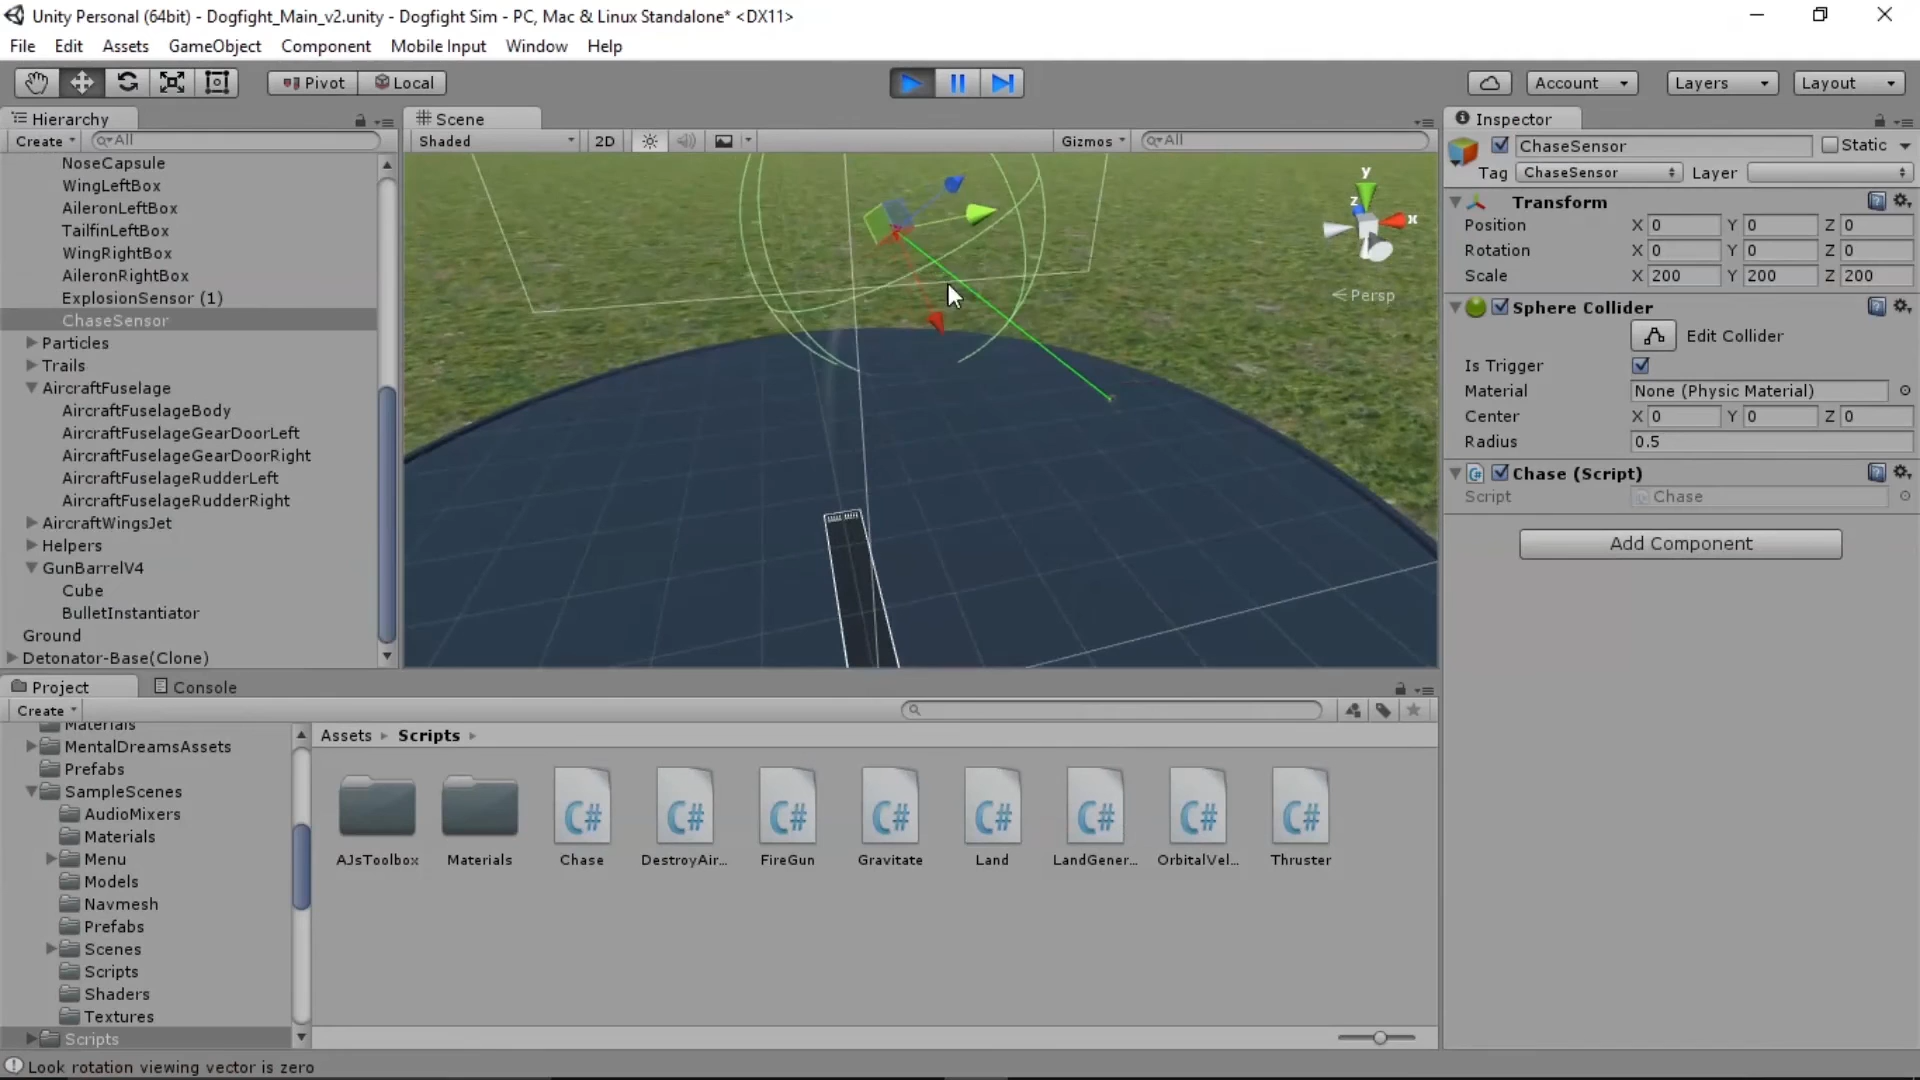 Unity Personal (64bit) - Dogfight_Main_v2.unity - Dogfight Sim - PC, Mac & Linux Standalone* <DX11>
File Edit Assets GameObject Component Mobile Input Window Help
Pivot Local Account Layers Layout
Hierarchy
Create All
NoseCapsule
WingLeftBox
AileronLeftBox
TailfinLeftBox
WingRightBox
AileronRightBox
ExplosionSensor (1)
ChaseSensor
Particles
Trails
AircraftFuselage
AircraftFuselageBody
AircraftFuselageGearDoorLeft
AircraftFuselageGearDoorRight
AircraftFuselageRudderLeft
AircraftFuselageRudderRight
AircraftWingsJet
Helpers
GunBarrelV4
Cube
BulletInstantiator
Ground
Detonator-Base(Clone)
Scene
Shaded 2D Gizmos All
y
z
x
Persp
Inspector
ChaseSensor Static
Tag ChaseSensor Layer
Transform
Position X 0 Y 0 Z 0
Rotation X 0 Y 0 Z 0
Scale X 200 Y 200 Z 200
Sphere Collider
Edit Collider
Is Trigger
Material None (Physic Material)
Center X 0 Y 0 Z 0
Radius 0.5
C# Chase (Script)
Script Chase
Add Component
Project Console
Create
Materials
MentalDreamsAssets
Prefabs
SampleScenes
AudioMixers
Materials
Menu
Models
Navmesh
Prefabs
Scenes
Scripts
Shaders
Textures
Scripts
Assets Scripts
C# C# C# C# C# C# C# C#
AJsToolbox Materials Chase DestroyAir... FireGun Gravitate Land LandGener... OrbitalVel... Thruster
Look rotation viewing vector is zero